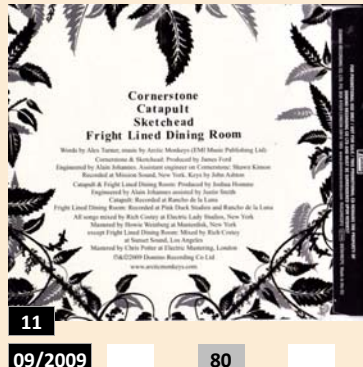 Cornerstone
Catapult
Sketchead
Fright Lined Dining Room
Words by Alex Turner, music by Arctic Monkeys (EMI Music Publishing Ltd)
Cornerstone & Sketchead: Produced by James Ford
Engineered by Alain Johannes. Assistant engineer on Cornerstone: Shawn Kimon
Recorded at Mission Sound, New York. Keys by John Ashton
Catapult & Fright Lined Dining Room: Produced by Joshua Homme
Engineered by Alain Johannes assisted by Justin Smith
Catapult: Recorded at Rancho de la Luna
Fright Lined Dining Room: Recorded at Pink Duck Studios and Rancho de la Luna
All songs mixed by Rich Costey at Electric Lady Studios, New York
Mastered by Howie Weinberg at Masterdisk, New York
except Fright Lined Dining Room: Mixed by Rich Costey
at Sunset Sound, Los Angeles
Mastered by Chris Potter at Electric Mastering, London
℗&©2009 Domino Recording Co Ltd
www.arcticmonkeys.com
11
09/2009
80